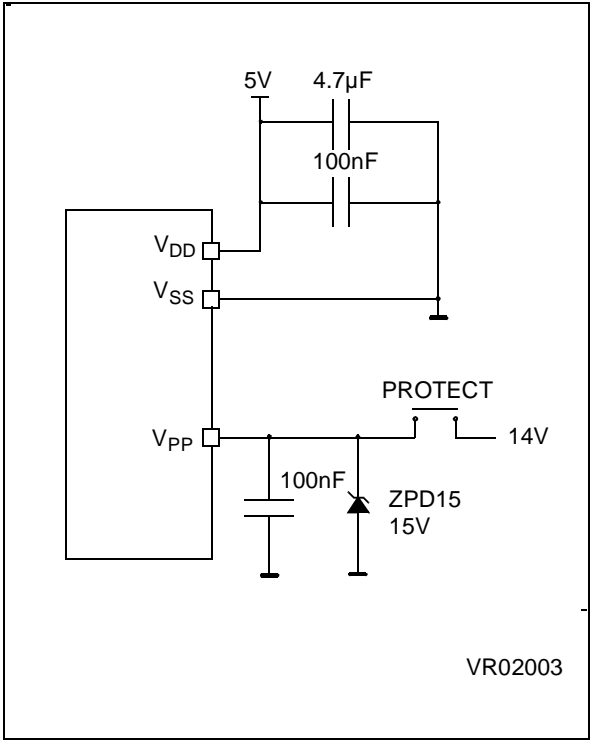 5V 4.7µF
100nF
VDD
VSS
PROTECT
VPP
14V
100nF
ZPD15
15V
VR02003